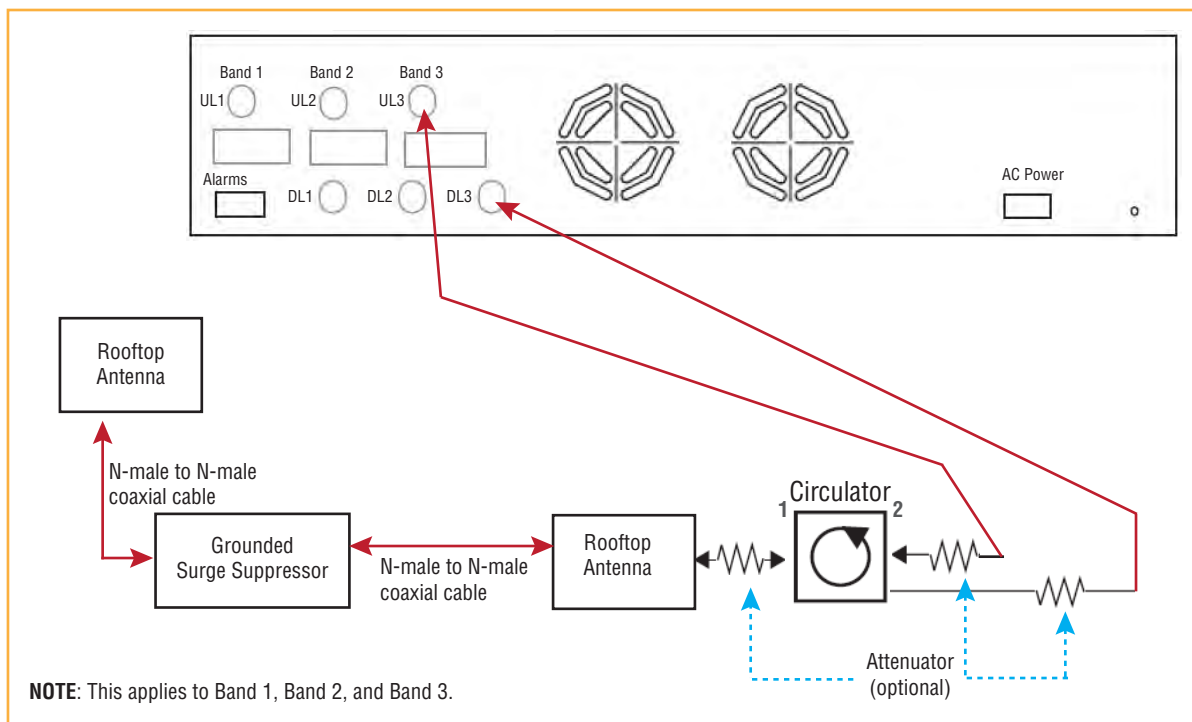 Band 1
Band 2
Band 3
UL1
UL2
UL3
Alarms
DL1
DL2
DL3
AC Power
Rooftop
Antenna
N-male to N-male
coaxial cable
Grounded
Surge Suppressor
N-male to N-male
coaxial cable
Rooftop
Antenna
Circulator
1
2
Attenuator
(optional)
NOTE: This applies to Band 1, Band 2, and Band 3.